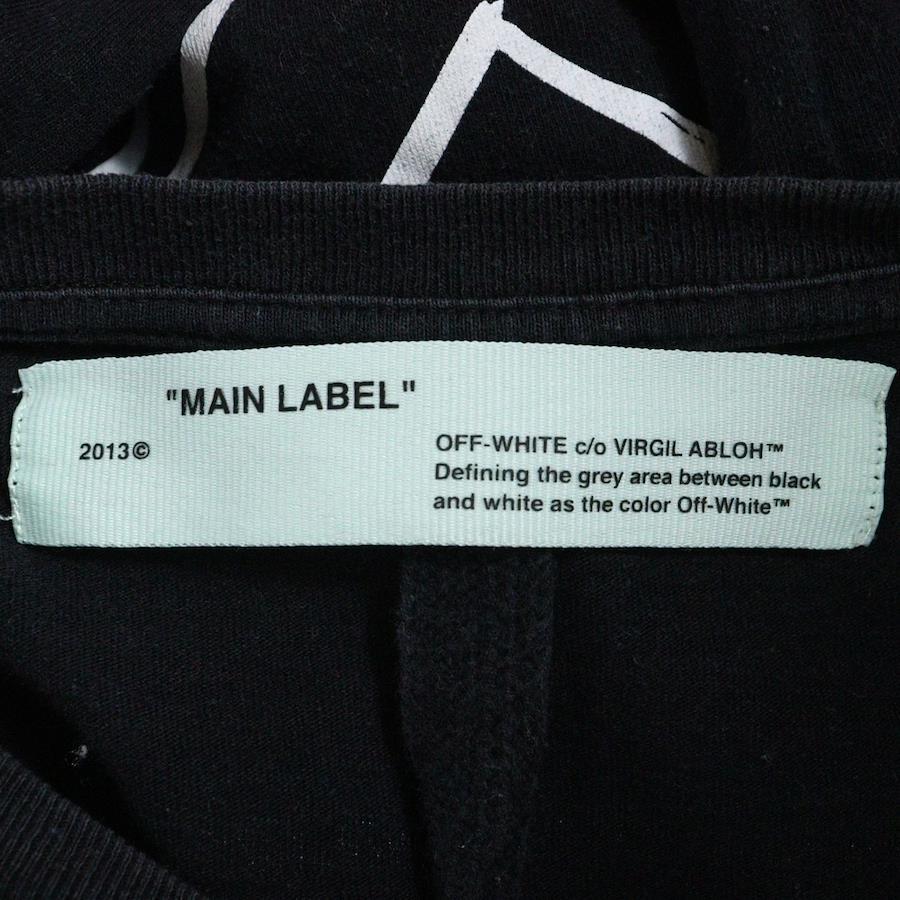 "MAIN LABEL"
2013©
OFF-WHITE c/o VIRGIL ABLOH™
Defining the grey area between black
and white as the color Off-White™